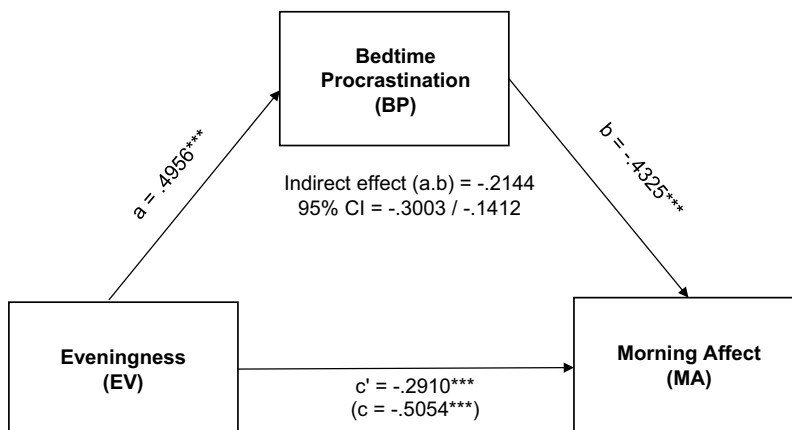 Bedtime
Procrastination
(BP)
a = .4956***
b = -.4325***
Indirect effect (a.b) = -.2144
95% CI = -.3003 / -.1412
Eveningness
(EV)
c' = -.2910***
(c = -.5054***)
Morning Affect
(MA)